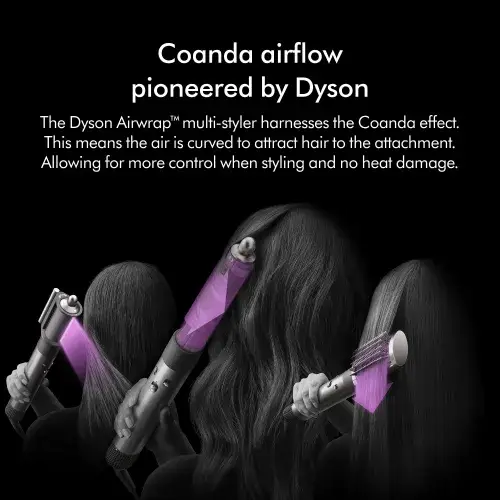 Coanda airflow
pioneered by Dyson
The Dyson Airwrap™ multi-styler harnesses the Coanda effect.
This means the air is curved to attract hair to the attachment.
Allowing for more control when styling and no heat damage.